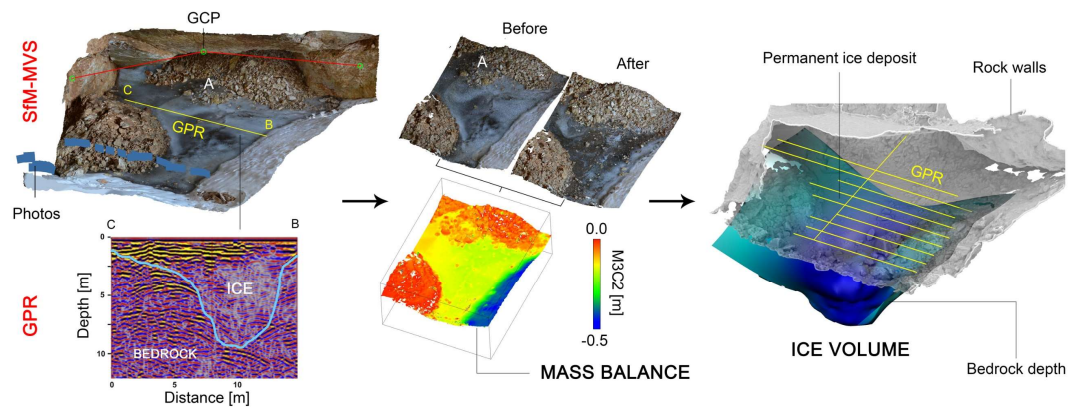 SfM-MVS
GCP
A
C
B
GPR
Photos
GPR
C
B
0
5
10
Depth [m]
ICE
BEDROCK
0
5
10
Distance [m]
Before
A
After
0.0
M3C2 [m]
-0.5
MASS BALANCE
Permanent ice deposit
Rock walls
GPR
ICE VOLUME
Bedrock depth